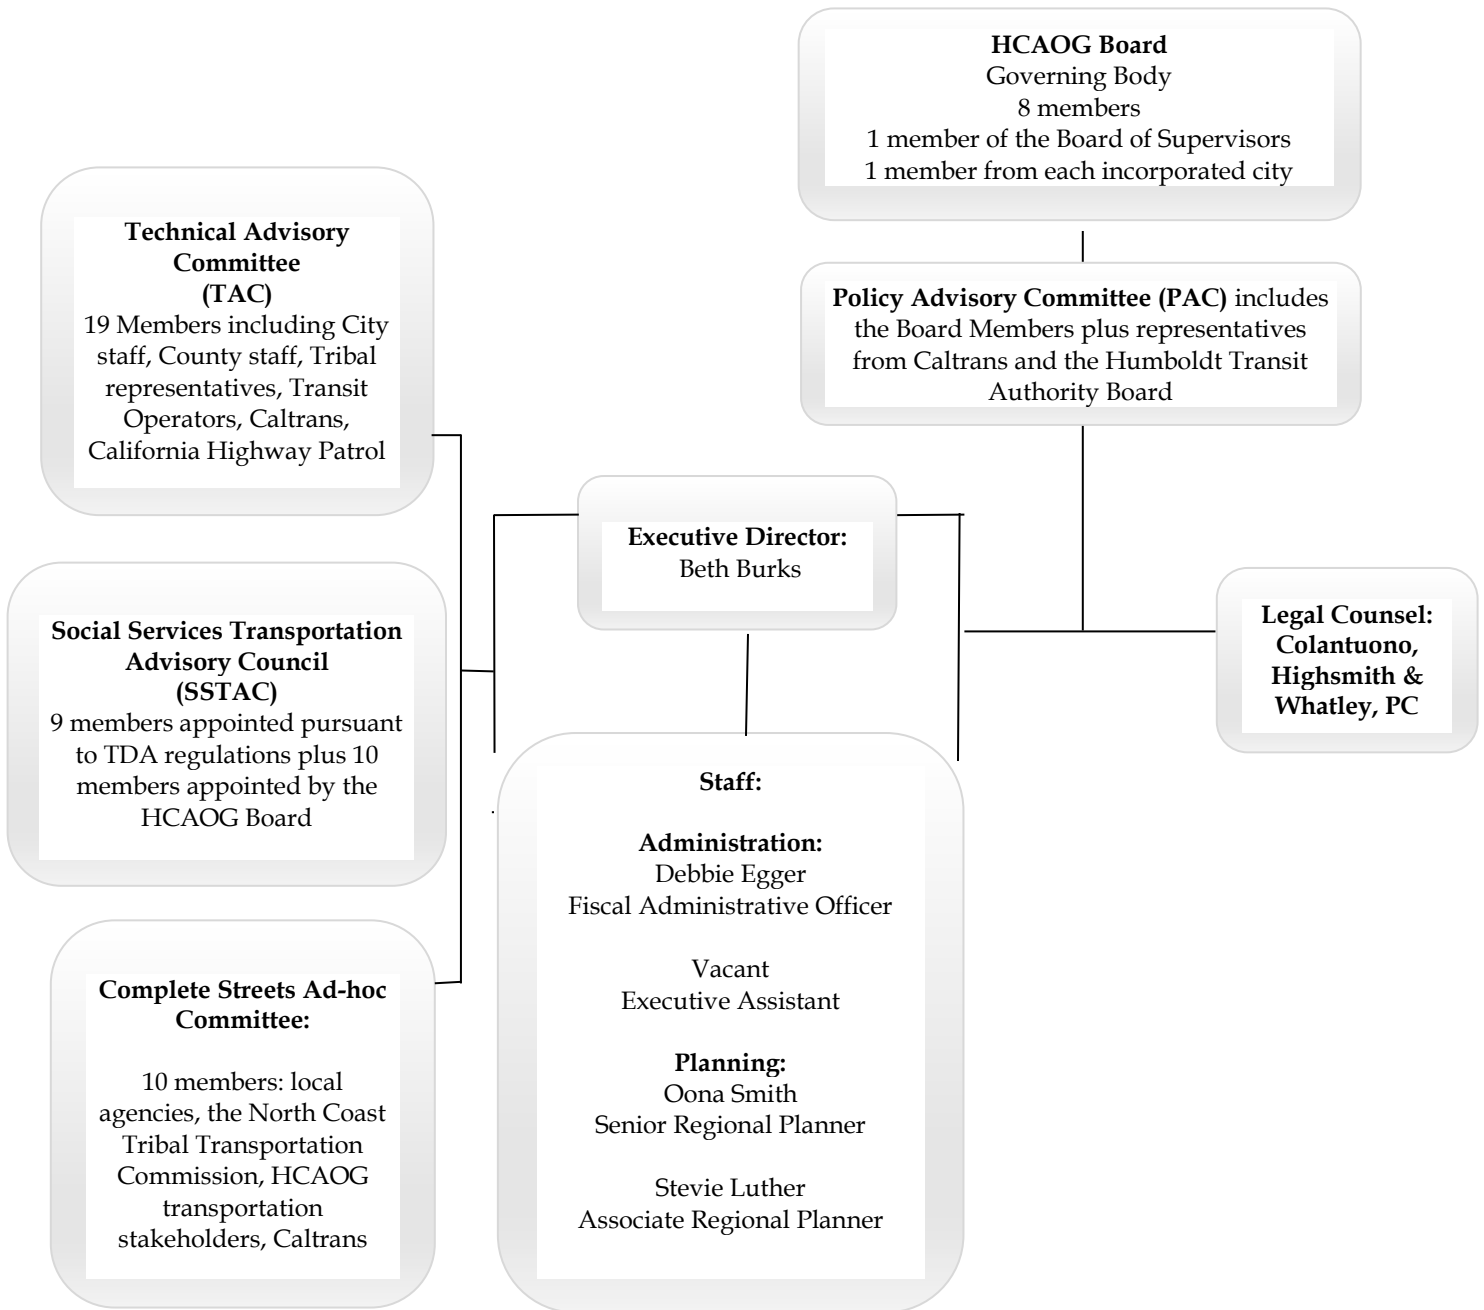 HCAOG Board
Governing Body
8 members
1 member of the Board of Supervisors
1 member from each incorporated city
Technical Advisory
Committee
(TAC)
19 Members including City
staff, County staff, Tribal
representatives, Transit
Operators, Caltrans,
California Highway Patrol
Policy Advisory Committee (PAC) includes
the Board Members plus representatives
from Caltrans and the Humboldt Transit
Authority Board
Executive Director:
Beth Burks
Legal Counsel:
Colantuono,
Highsmith &
Whatley, PC
Social Services Transportation
Advisory Council
(SSTAC)
9 members appointed pursuant
to TDA regulations plus 10
members appointed by the
HCAOG Board
Staff:
Administration:
Debbie Egger
Fiscal Administrative Officer
Vacant
Executive Assistant
Planning:
Oona Smith
Senior Regional Planner
Stevie Luther
Associate Regional Planner
Complete Streets Ad-hoc
Committee:
10 members: local
agencies, the North Coast
Tribal Transportation
Commission, HCAOG
transportation
stakeholders, Caltrans